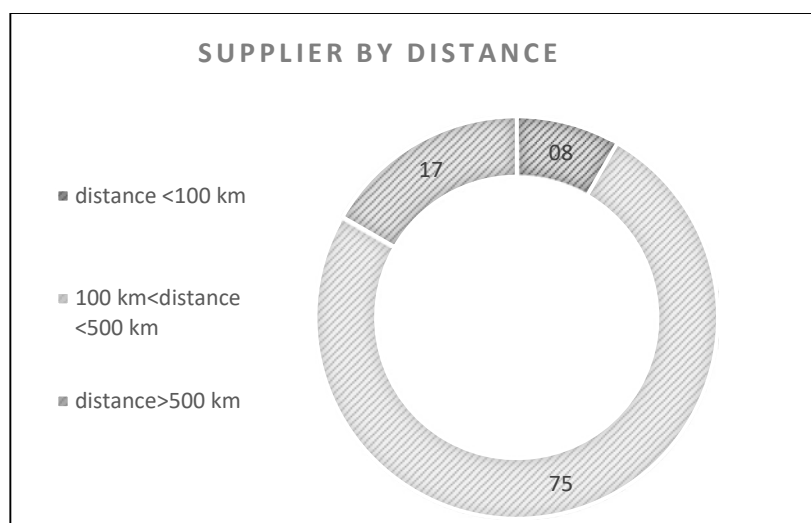 SUPPLIER BY DISTANCE
08
17
distance <100 km
100 km<distance
<500 km
distance>500 km
75